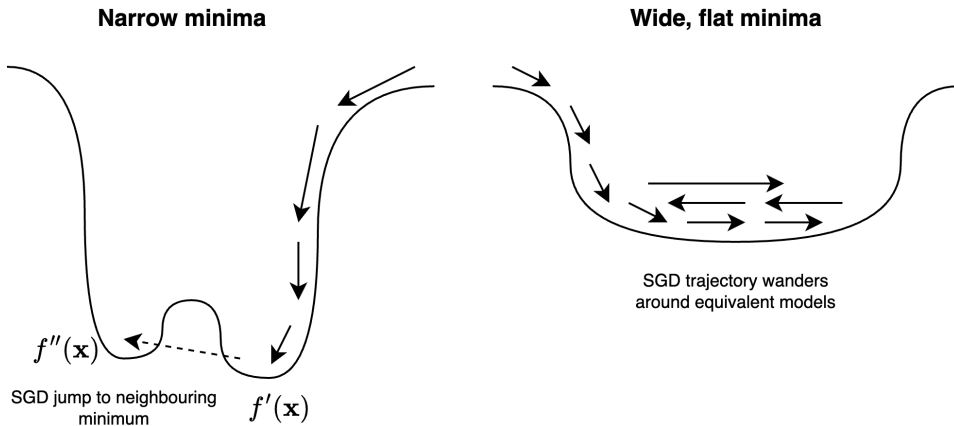 Narrow minima
Wide, flat minima
SGD trajectory wanders
around equivalent models
f″(x)
SGD jump to neighbouring
minimum
f′(x)